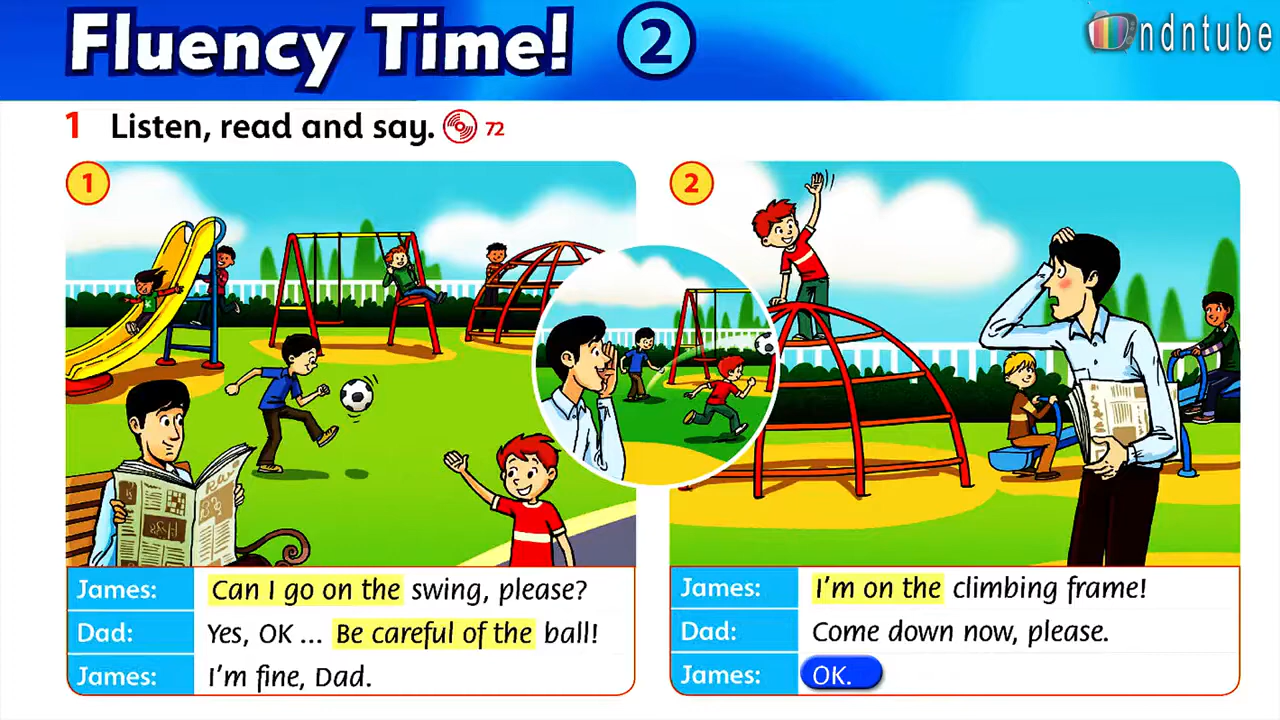 Fluency Time! 2
ndntube
1 Listen, read and say. 72
1
James: Can I go on the swing, please?
Dad: Yes, OK ... Be careful of the ball!
James: I'm fine, Dad.
2
James: I'm on the climbing frame!
Dad: Come down now, please.
James: OK.